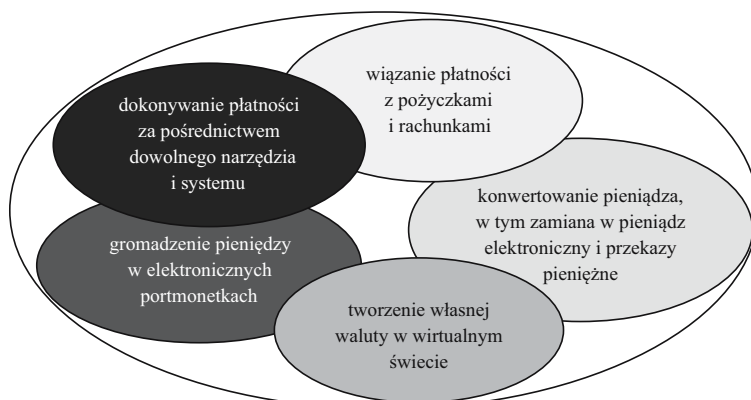 wiązanie płatności
z pożyczkami
i rachunkami
dokonywanie płatności
za pośrednictwem
dowolnego narzędzia
i systemu
konwertowanie pieniądza,
w tym zamiana w pieniądz
elektroniczny i przekazy
pieniężne
gromadzenie pieniędzy
w elektronicznych
portmonetkach
tworzenie własnej
waluty w wirtualnym
świecie